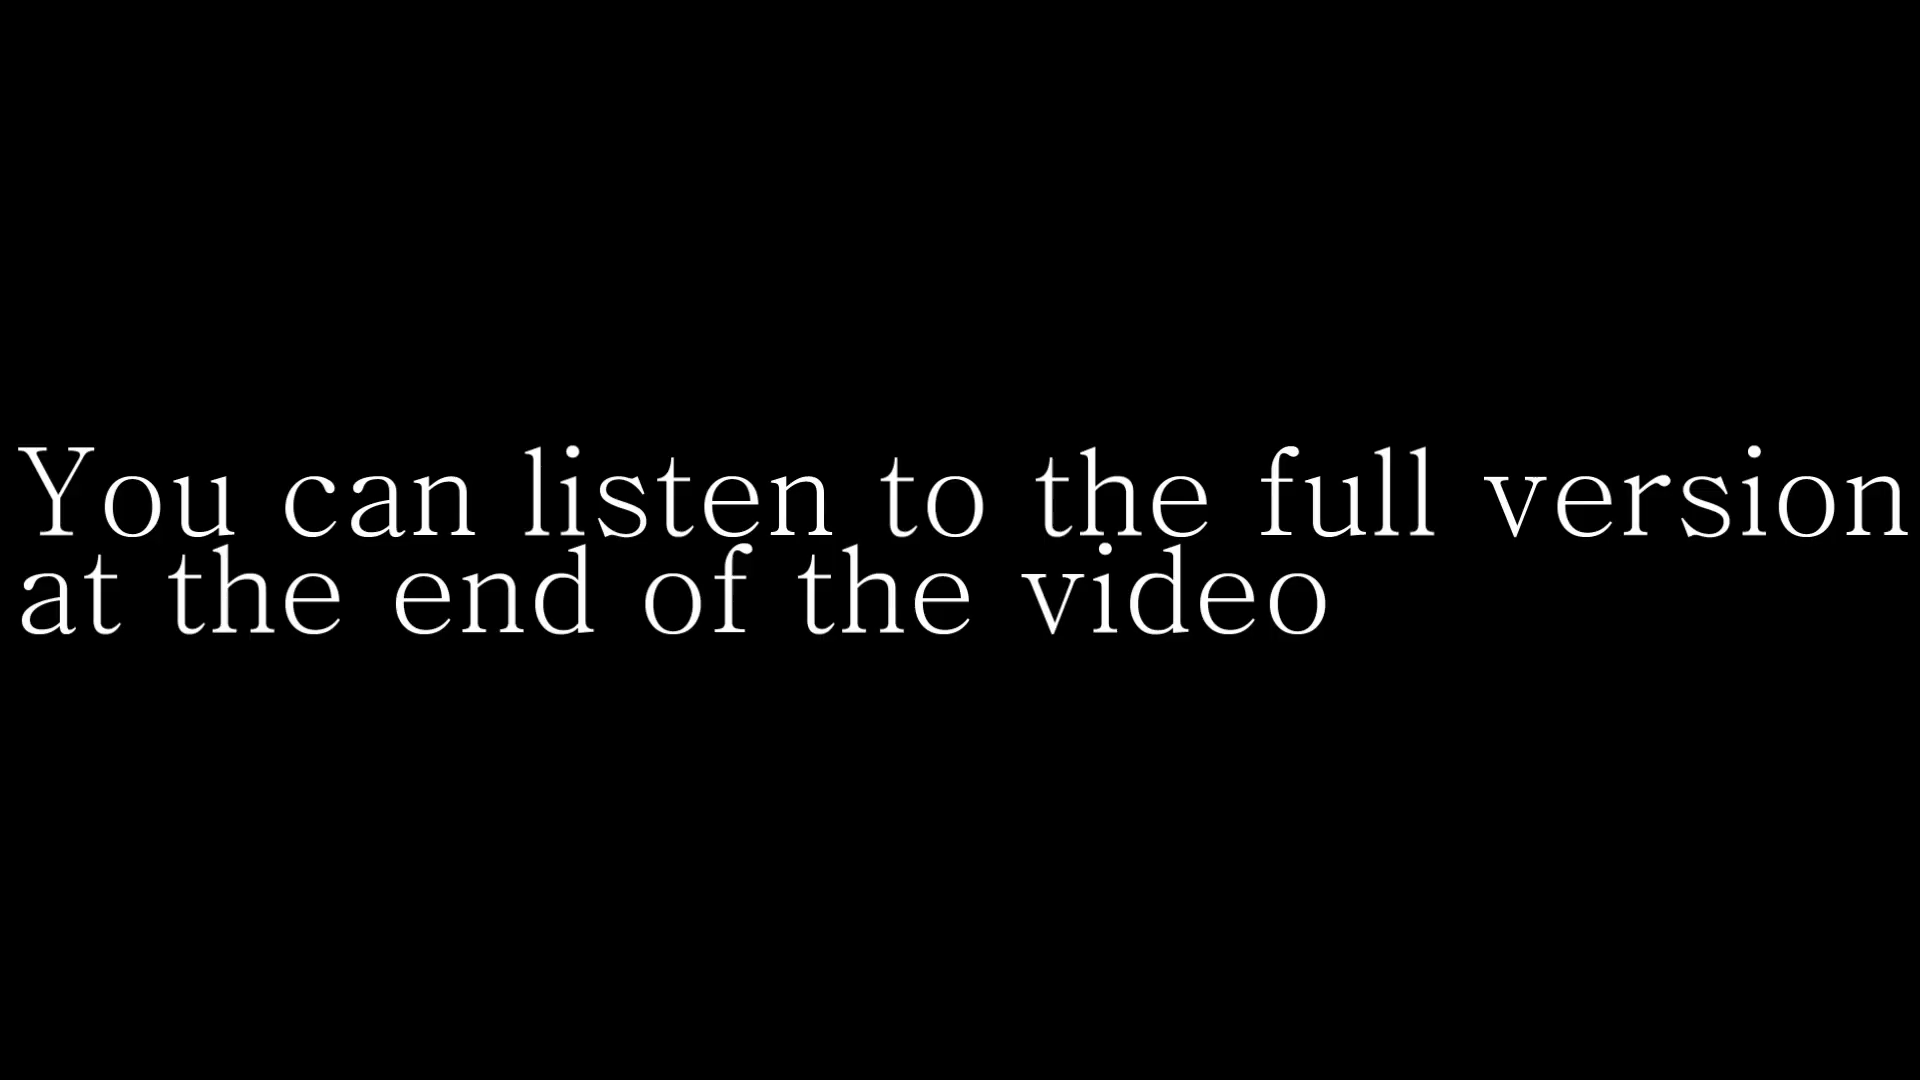 You can listen to the full version
at the end of the video